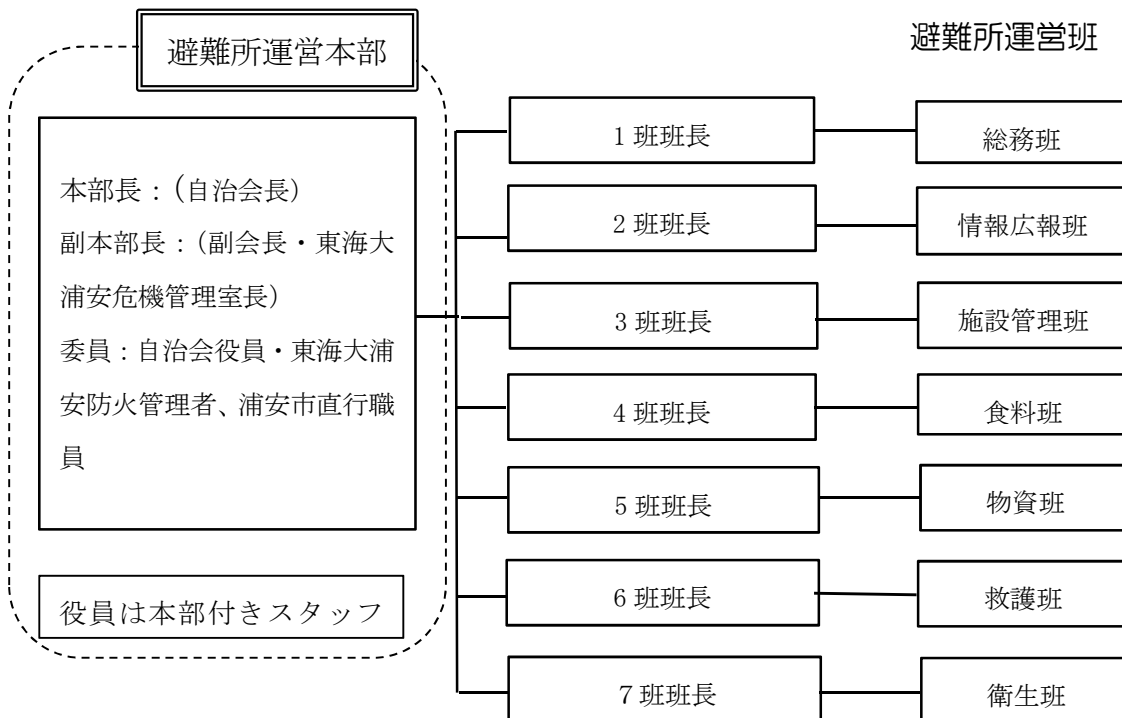 避難所運営本部
避難所運営班
本部長：(自治会長)
副本部長：(副会長・東海大
浦安危機管理室長)
委員：自治会役員・東海大浦
安防火管理者、浦安市直行職
員
役員は本部付きスタッフ
1 班班長
総務班
2 班班長
情報広報班
3 班班長
施設管理班
4 班班長
食料班
5 班班長
物資班
6 班班長
救護班
7 班班長
衛生班